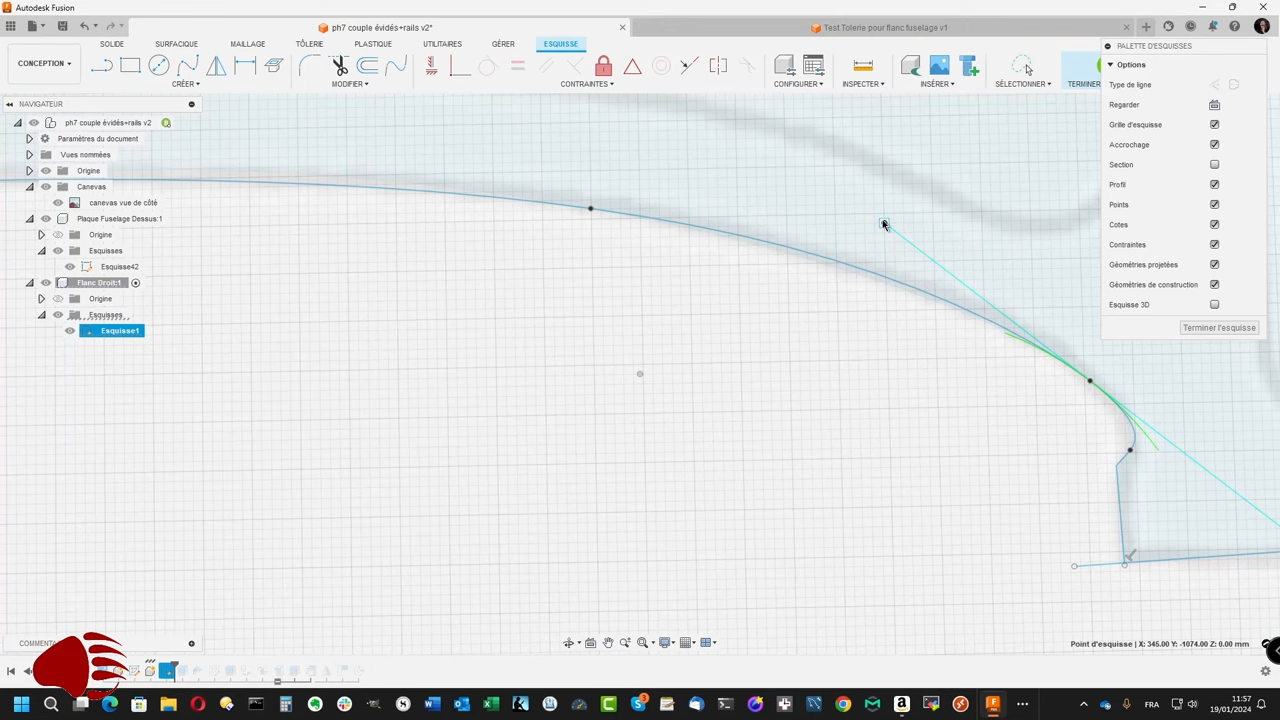 Autodesk Fusion
ph7 couple évidés+rails v2*
Test Tolerie pour flanc fuselage v1
CONCEPTION
SOLIDE
SURFACIQUE
MAILLAGE
TÔLERIE
PLASTIQUE
UTILITAIRES
GÉRER
ESQUISSE
CRÉER
MODIFIER
CONTRAINTES
CONFIGURER
INSPECTER
INSÉRER
SÉLECTIONNER
TERMINER
NAVIGATEUR
ph7 couple évidés+rails v2
Paramètres du document
Vues nommées
Origine
Canevas
canevas vue de côté
Plaque Fuselage Dessus:1
Origine
Esquisses
Esquisse42
Flanc Droit:1
Origine
Esquisses
Esquisse1
PALETTE D'ESQUISSES
Options
Type de ligne
Regarder
Grille d'esquisse
Accrochage
Section
Profil
Points
Cotes
Contraintes
Géométries projetées
Géométries de construction
Esquisse 3D
Terminer l'esquisse
Point d'esquisse | X: 345.00 Y: -1074.00 Z: 0.00 mm
FRA
11:57
19/01/2024